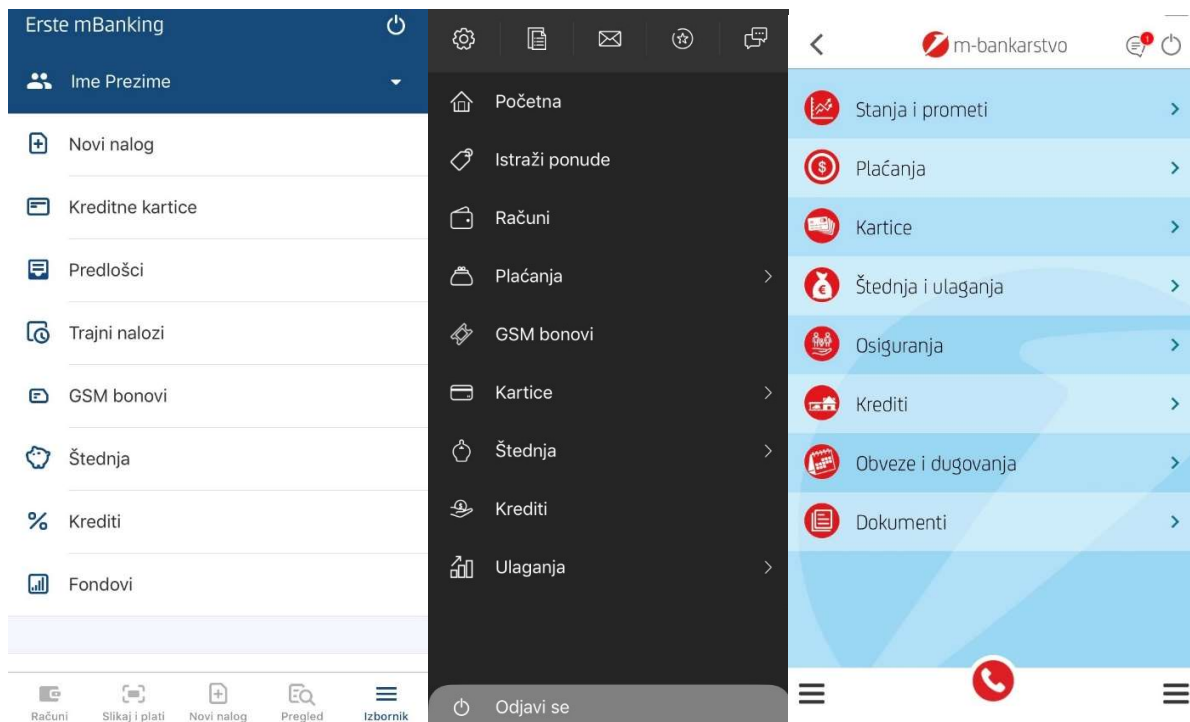 Erste mBanking
Ime Prezime
Novi nalog
Kreditne kartice
Predlošci
Trajni nalozi
GSM bonovi
Štednja
Krediti
Fondovi
Računi
Slikaj i plati
Novi nalog
Pregled
Izbornik
Početna
Istraži ponude
Računi
Plaćanja
GSM bonovi
Kartice
Štednja
Krediti
Ulaganja
Odjavi se
m-bankarstvo
1
Stanja i prometi
Plaćanja
Kartice
Štednja i ulaganja
Osiguranja
Krediti
Obveze i dugovanja
Dokumenti